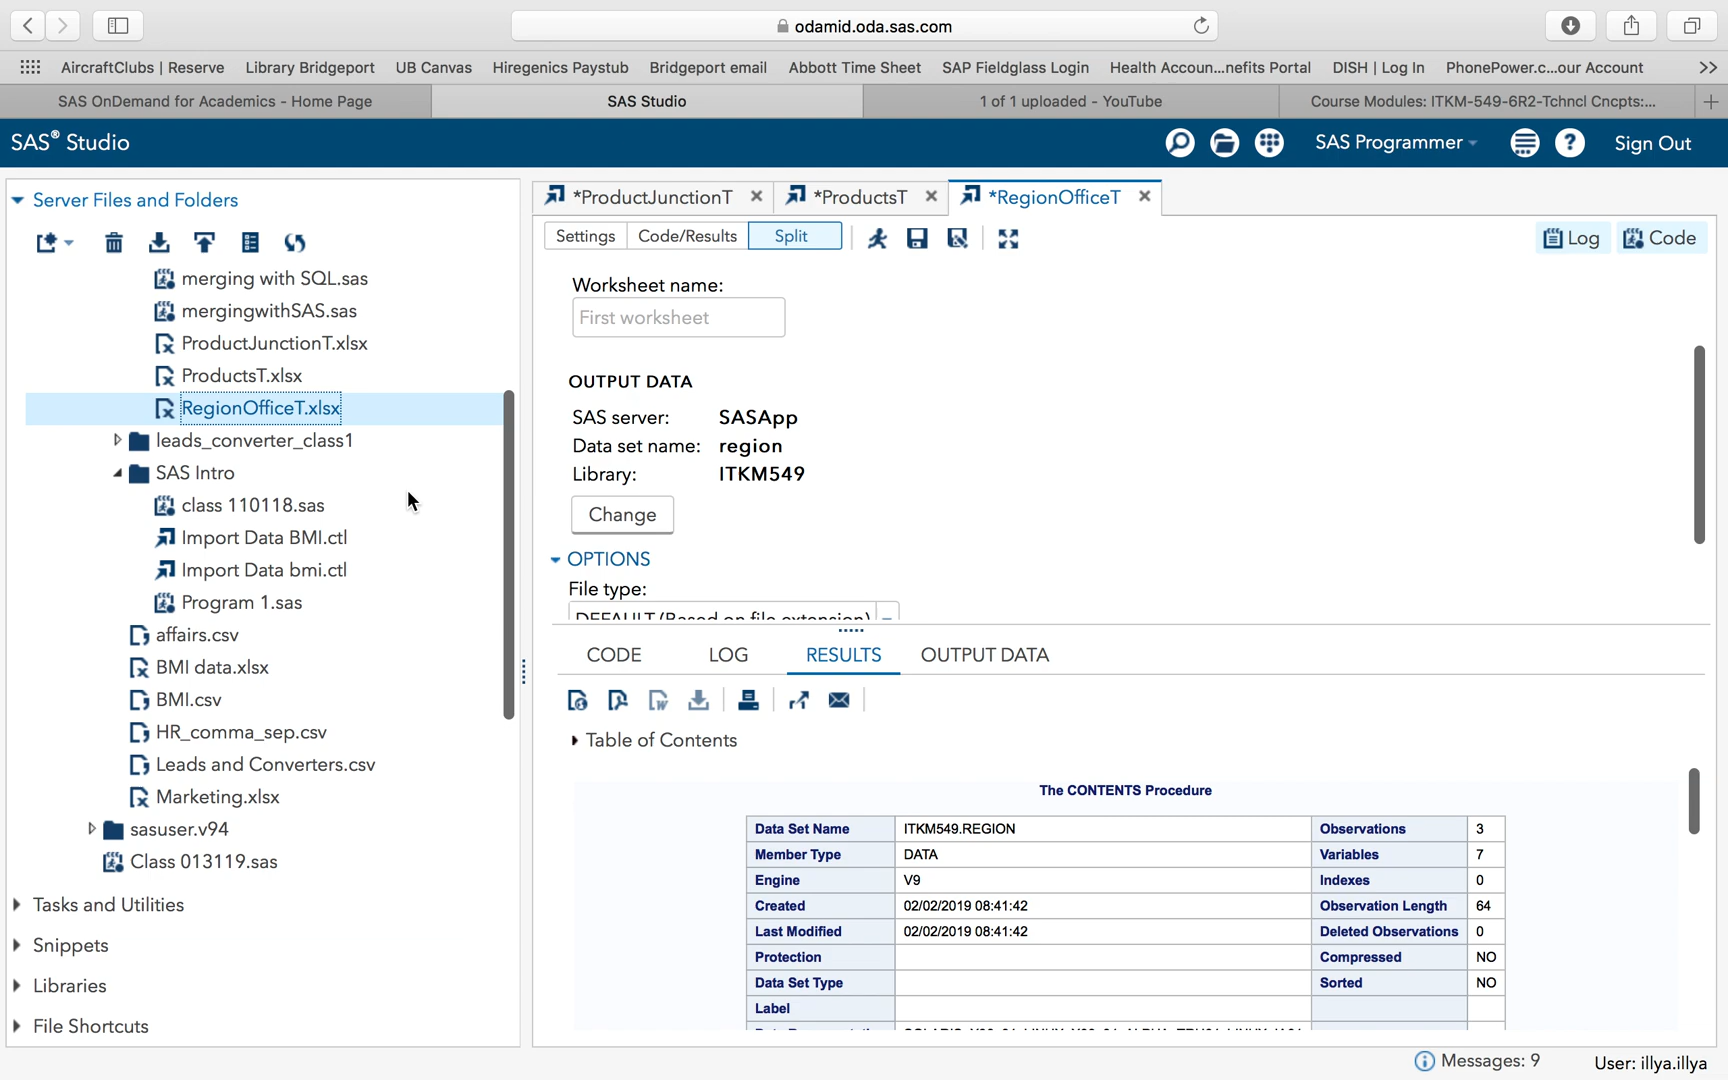 odamid.oda.sas.com
AircraftClubs | Reserve Library Bridgeport UB Canvas Hiregenics Paystub Bridgeport email Abbott Time Sheet SAP Fieldglass Login Health Accoun...nefits Portal DISH | Log In PhonePower.c...our Account >>
SAS OnDemand for Academics - Home Page SAS Studio 1 of 1 uploaded - YouTube Course Modules: ITKM-549-6R2-Tchncl Cncpts:... +
SAS® Studio SAS Programmer ? Sign Out
Server Files and Folders
merging with SQL.sas
mergingwithSAS.sas
ProductJunctionT.xlsx
ProductsT.xlsx
RegionOfficeT.xlsx
leads_converter_class1
SAS Intro
class 110118.sas
Import Data BMI.ctl
Import Data bmi.ctl
Program 1.sas
affairs.csv
BMI data.xlsx
BMI.csv
HR_comma_sep.csv
Leads and Converters.csv
Marketing.xlsx
sasuser.v94
Class 013119.sas
Tasks and Utilities
Snippets
Libraries
File Shortcuts
*ProductJunctionT × *ProductsT × *RegionOfficeT ×
Settings Code/Results Split Log Code
Worksheet name:
First worksheet
OUTPUT DATA
SAS server: SASApp
Data set name: region
Library: ITKM549
Change
OPTIONS
File type:
DEFAULT (Based on file extension)
CODE LOG RESULTS OUTPUT DATA
Table of Contents
The CONTENTS Procedure
Data Set Name ITKM549.REGION Observations 3
Member Type DATA Variables 7
Engine V9 Indexes 0
Created 02/02/2019 08:41:42 Observation Length 64
Last Modified 02/02/2019 08:41:42 Deleted Observations 0
Protection Compressed NO
Data Set Type Sorted NO
Label
Messages: 9 User: illya.illya